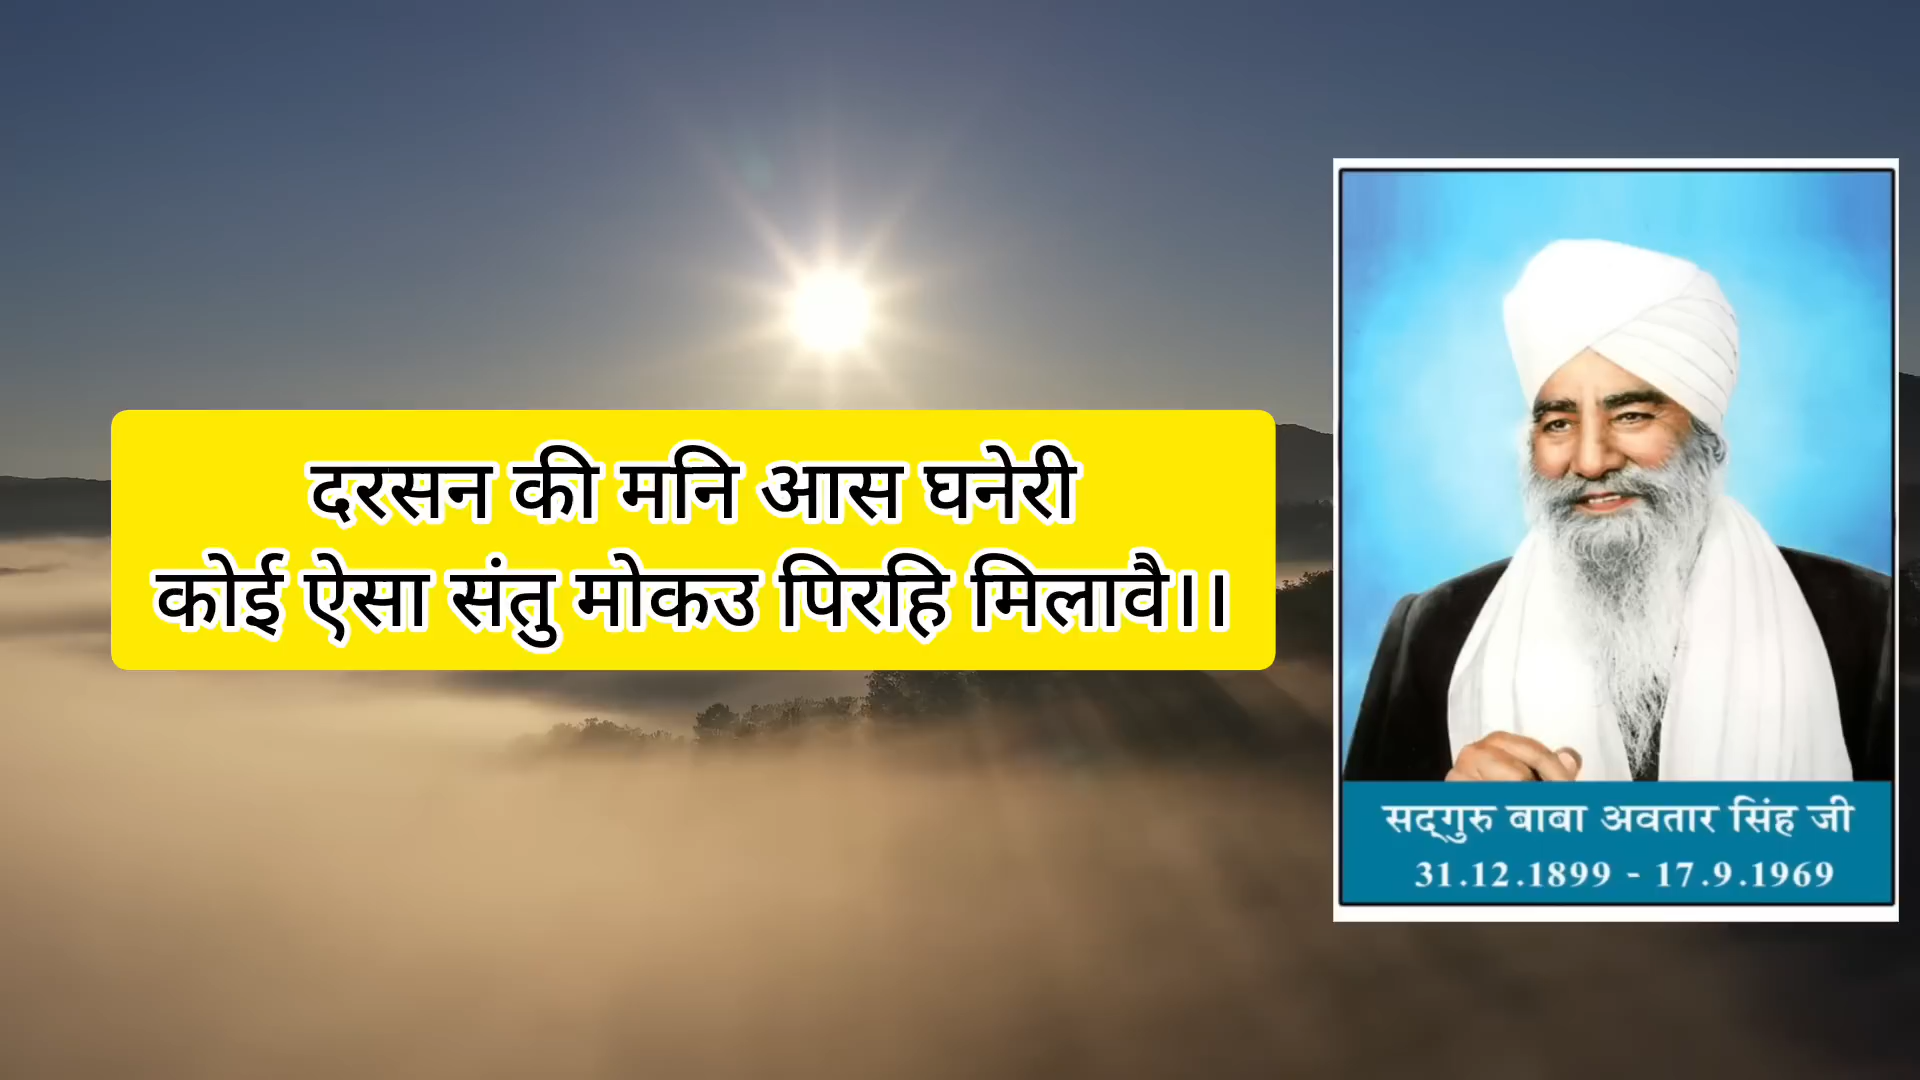 दरसन की मनि आस घनेरी
कोई ऐसा संतु मोकउ पिरहि मिलावै।।
सद्गुरु बाबा अवतार सिंह जी
31.12.1899 - 17.9.1969